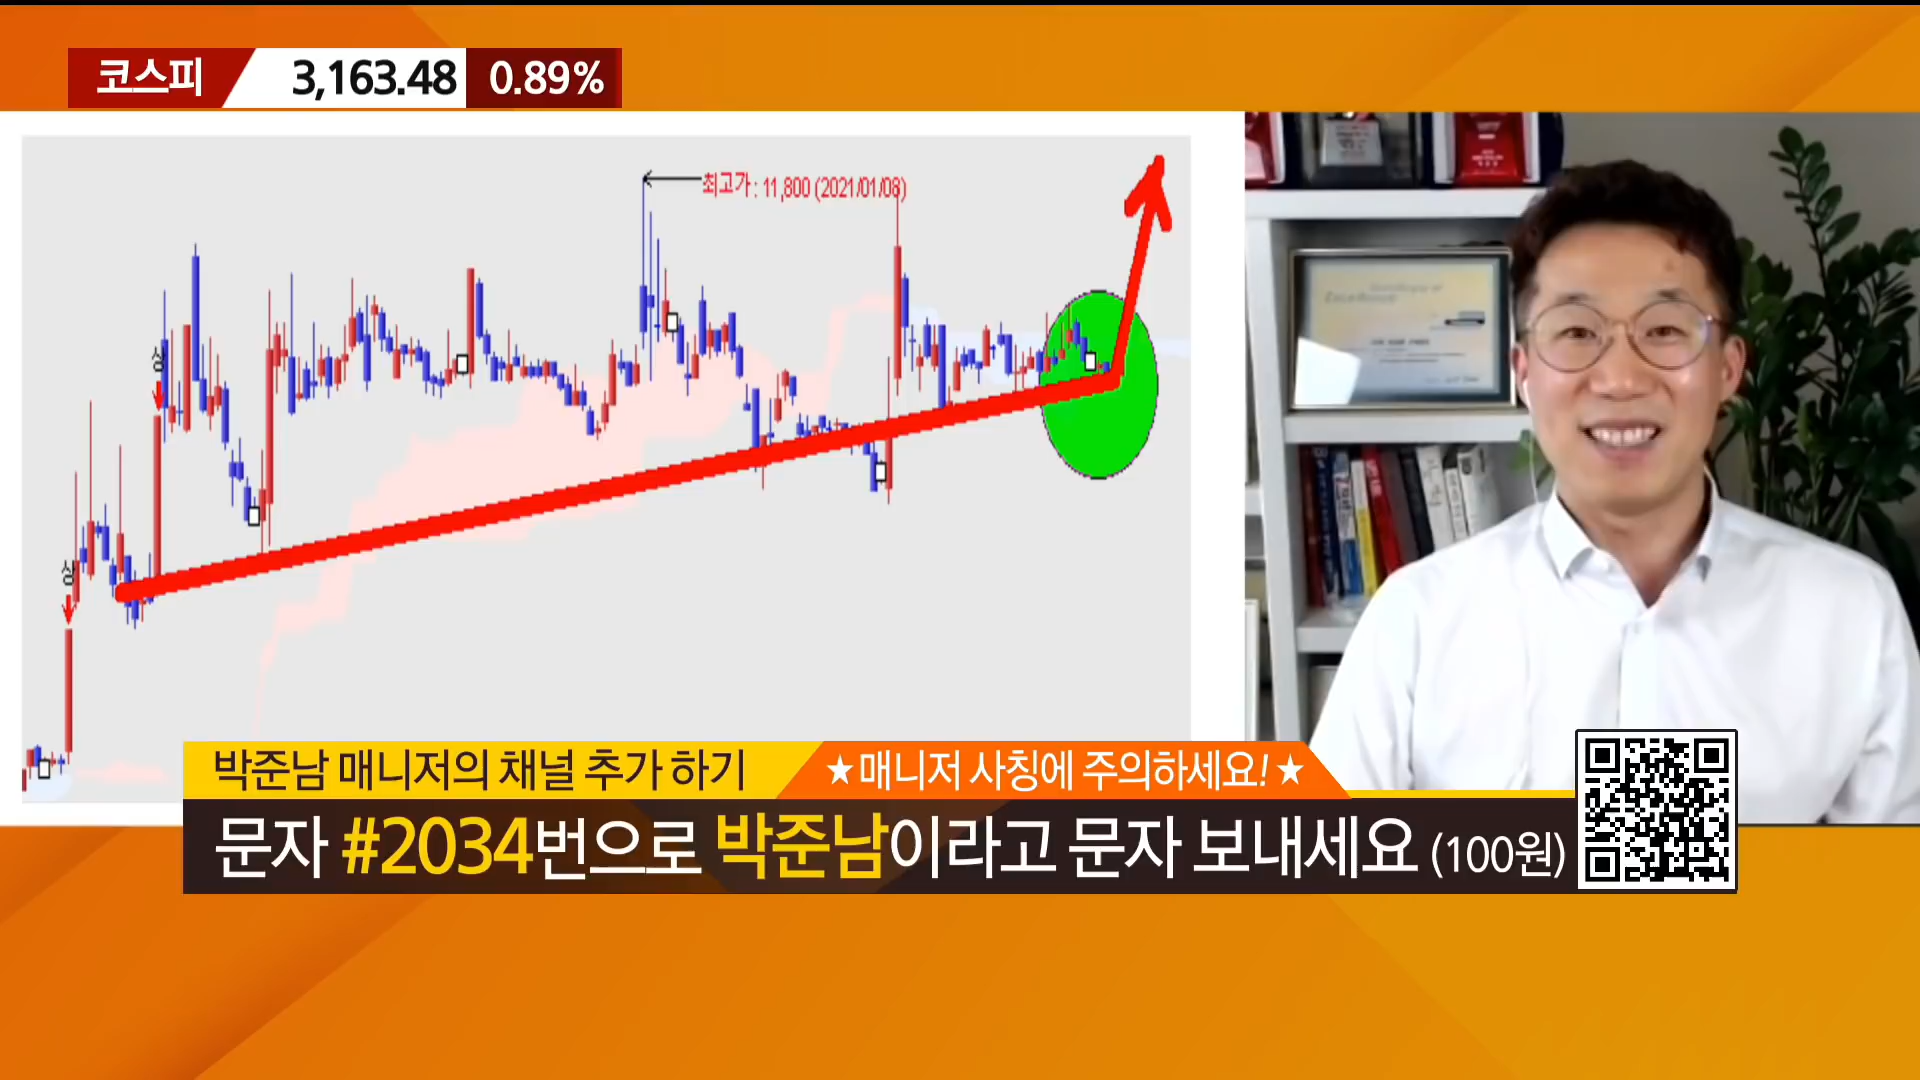 코스피 3,163.48 0.89%
최고가 : 11,800 (2021/01/08)
상
상
박준남 매니저의 채널 추가 하기
★매니저 사칭에 주의하세요!★
문자 #2034번으로 박준남이라고 문자 보내세요 (100원)